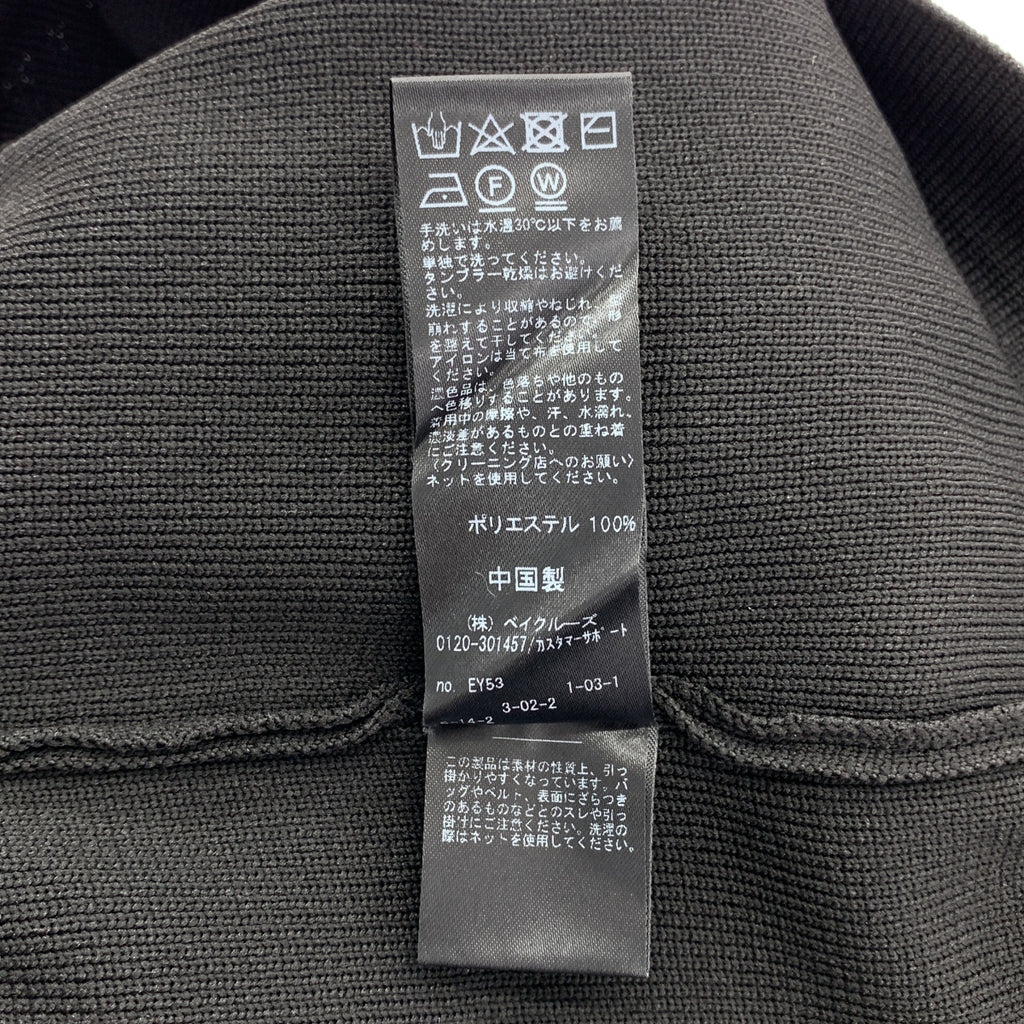 F W
手洗いは水温30℃以下をお薦
めします。
単独で洗ってください。
タンブラー乾燥はお避けくだ
さい。
洗濯により収縮やねじれ、
崩れすることがあるので、形
を整えて干してください。
アイロンは当て布を使用して
ください。
濃色品は、色落ちや他のもの
へ色移りすることがあります。
着用中の摩擦や、汗、水濡れ、
濃淡差があるものとの重ね着
にご注意ください。
〈クリーニング店へのお願い〉
ネットを使用してください。
ポリエステル 100%
中国製
(株) ベイクルーズ
0120-301457/カスタマーサポート
no. EY53 1-03-1
3-02-2
14-2
この製品は素材の性質上、引っ
掛かりやすくなっています。バ
ッグやベルト、表面にざらつき
のあるものなどとのスレや引っ
掛けにご注意ください。洗濯の
際はネットを使用してください。